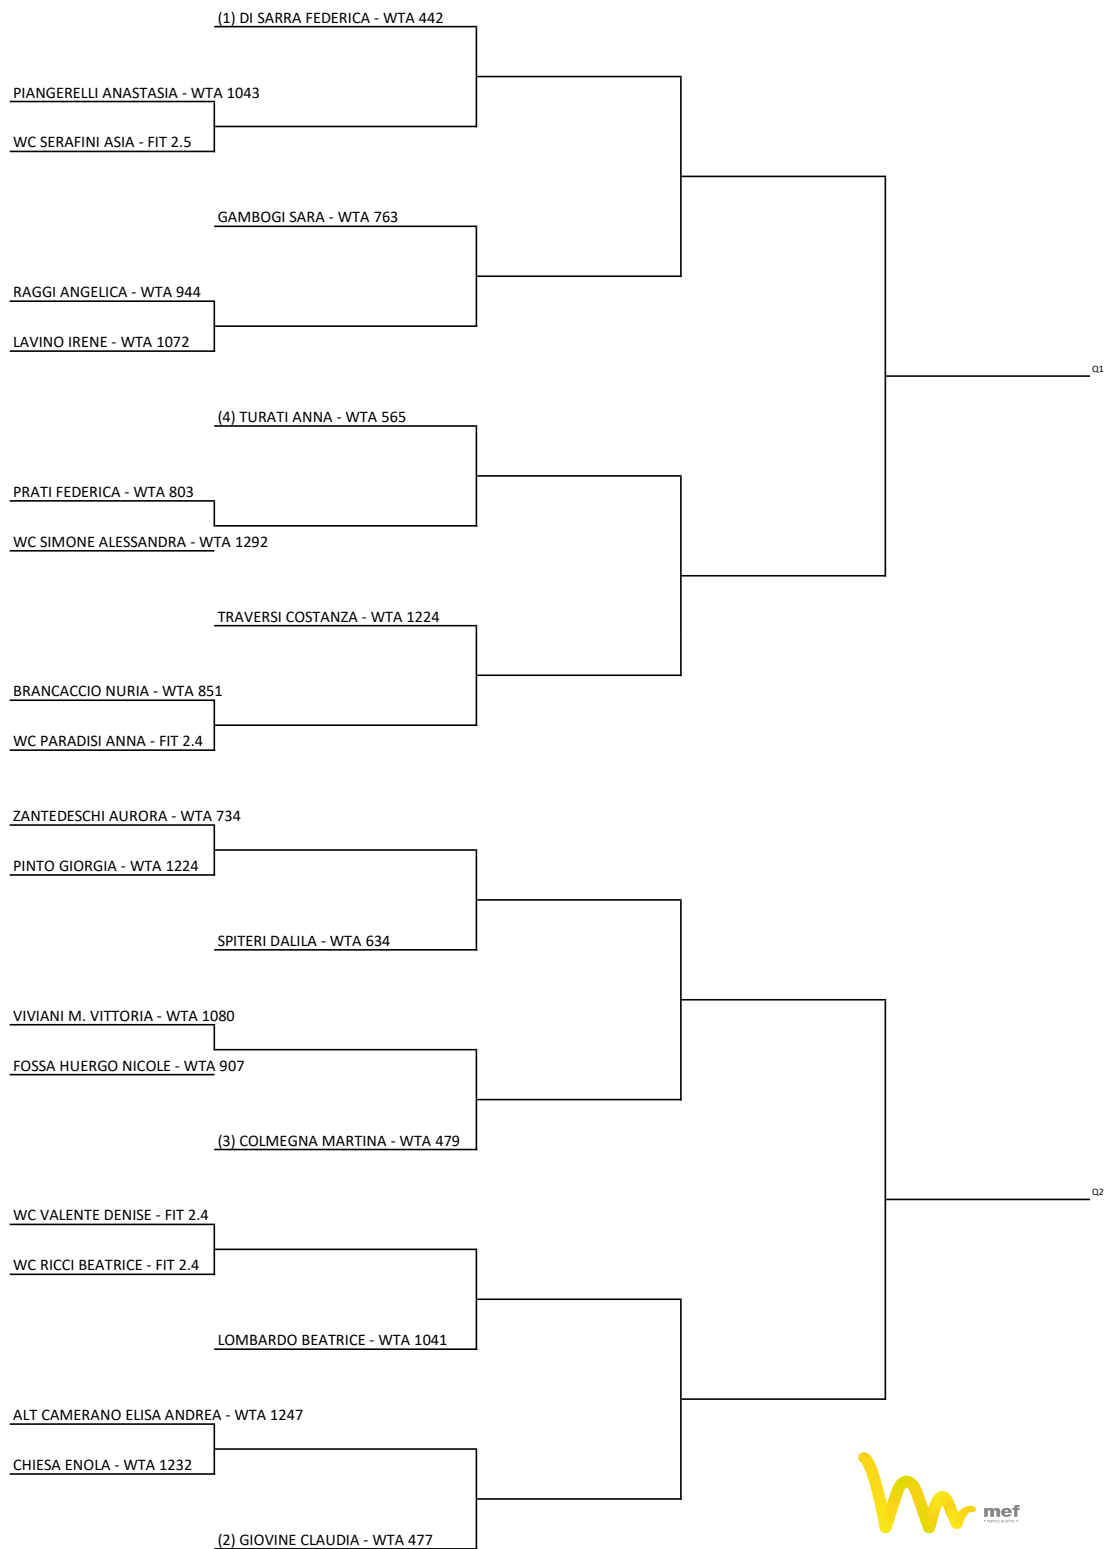 (1) DI SARRA FEDERICA - WTA 442
PIANGERELLI ANASTASIA - WTA 1043
WC SERAFINI ASIA - FIT 2.5
GAMBOGI SARA - WTA 763
RAGGI ANGELICA - WTA 944
LAVINO IRENE - WTA 1072
Q1
(4) TURATI ANNA - WTA 565
PRATI FEDERICA - WTA 803
WC SIMONE ALESSANDRA - WTA 1292
TRAVERSI COSTANZA - WTA 1224
BRANCACCIO NURIA - WTA 851
WC PARADISI ANNA - FIT 2.4
ZANTEDESCHI AURORA - WTA 734
PINTO GIORGIA - WTA 1224
SPITERI DALILA - WTA 634
VIVIANI M. VITTORIA - WTA 1080
FOSSA HUERGO NICOLE - WTA 907
(3) COLMEGNA MARTINA - WTA 479
Q2
WC VALENTE DENISE - FIT 2.4
WC RICCI BEATRICE - FIT 2.4
LOMBARDO BEATRICE - WTA 1041
ALT CAMERANO ELISA ANDREA - WTA 1247
CHIESA ENOLA - WTA 1232
mef
(2) GIOVINE CLAUDIA - WTA 477